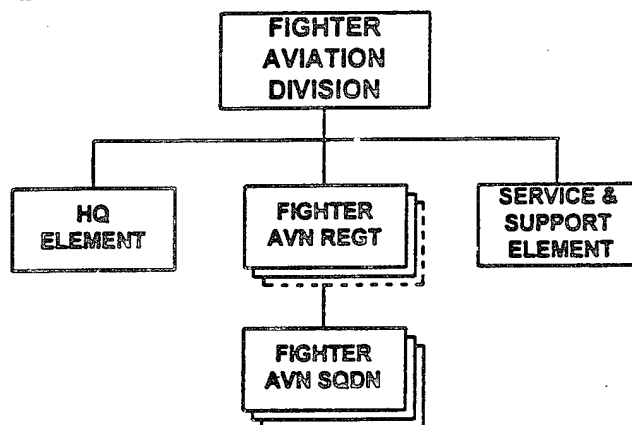 FIGHTER
AVIATION
DIVISION
HQ
ELEMENT
FIGHTER
AVN REGT
SERVICE &
SUPPORT
ELEMENT
FIGHTER
AVN SQDN